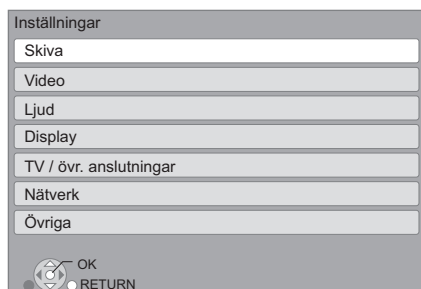 Inställningar
Skiva
Video
Ljud
Display
TV / övr. anslutningar
Nätverk
Övriga
OK
RETURN